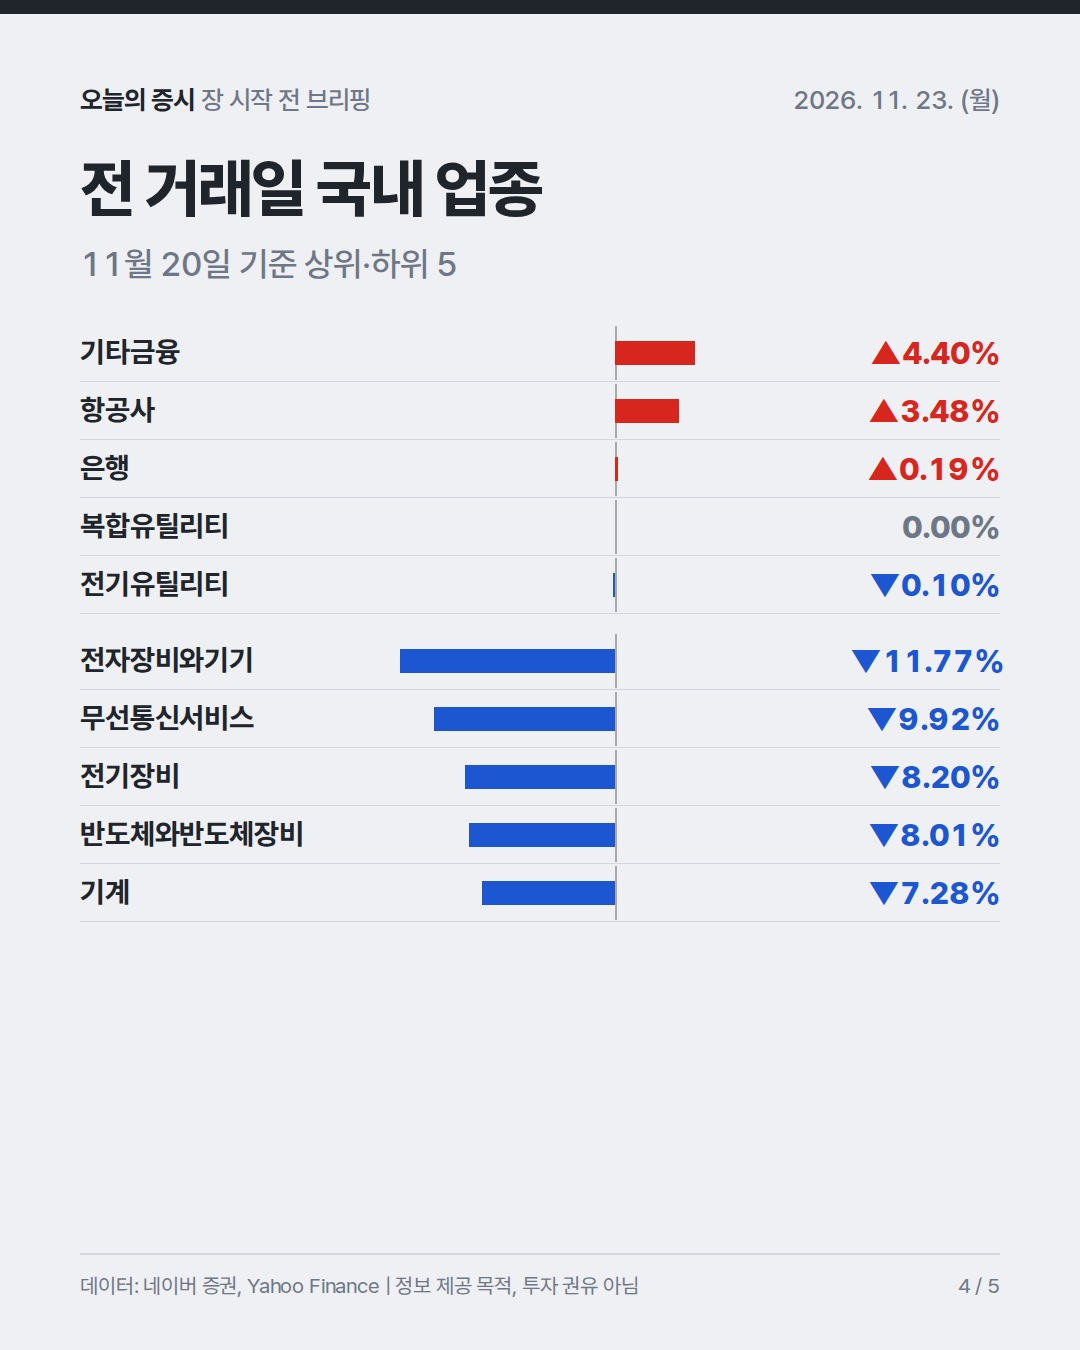 오늘의 증시 장 시작 전 브리핑 2026. 11. 23. (월)
전 거래일 국내 업종
11월 20일 기준 상위·하위 5
기타금융 ▲4.40%
항공사 ▲3.48%
은행 ▲0.19%
복합유틸리티 0.00%
전기유틸리티 ▼0.10%
전자장비와기기 ▼11.77%
무선통신서비스 ▼9.92%
전기장비 ▼8.20%
반도체와반도체장비 ▼8.01%
기계 ▼7.28%
데이터: 네이버 증권, Yahoo Finance | 정보 제공 목적, 투자 권유 아님 4 / 5